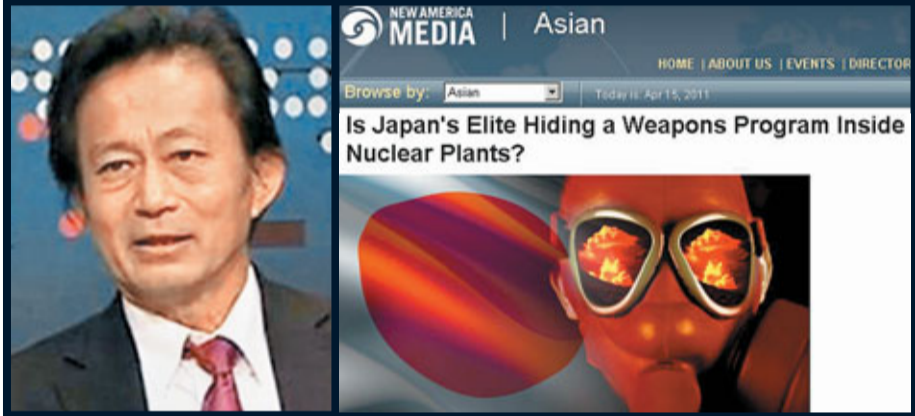 NEW AMERICA
MEDIA | Asian
HOME | ABOUT US | EVENTS | DIRECTOR
Browse by: Asian
Today is: Apr 15, 2011
Is Japan's Elite Hiding a Weapons Program Inside
Nuclear Plants?